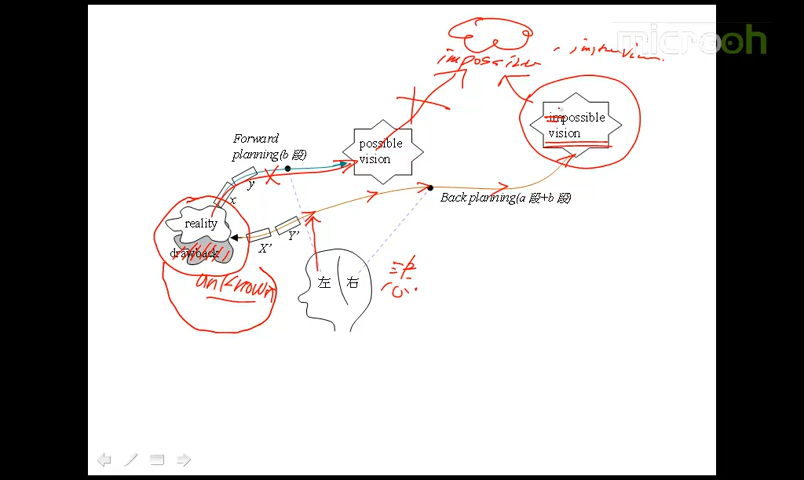 microoh
impossible
impossible
vision
possible
vision
Forward
planning(b 段)
y
x
reality
drawback
Back planning(a 段+b 段)
X'
Y'
左
右
unknown